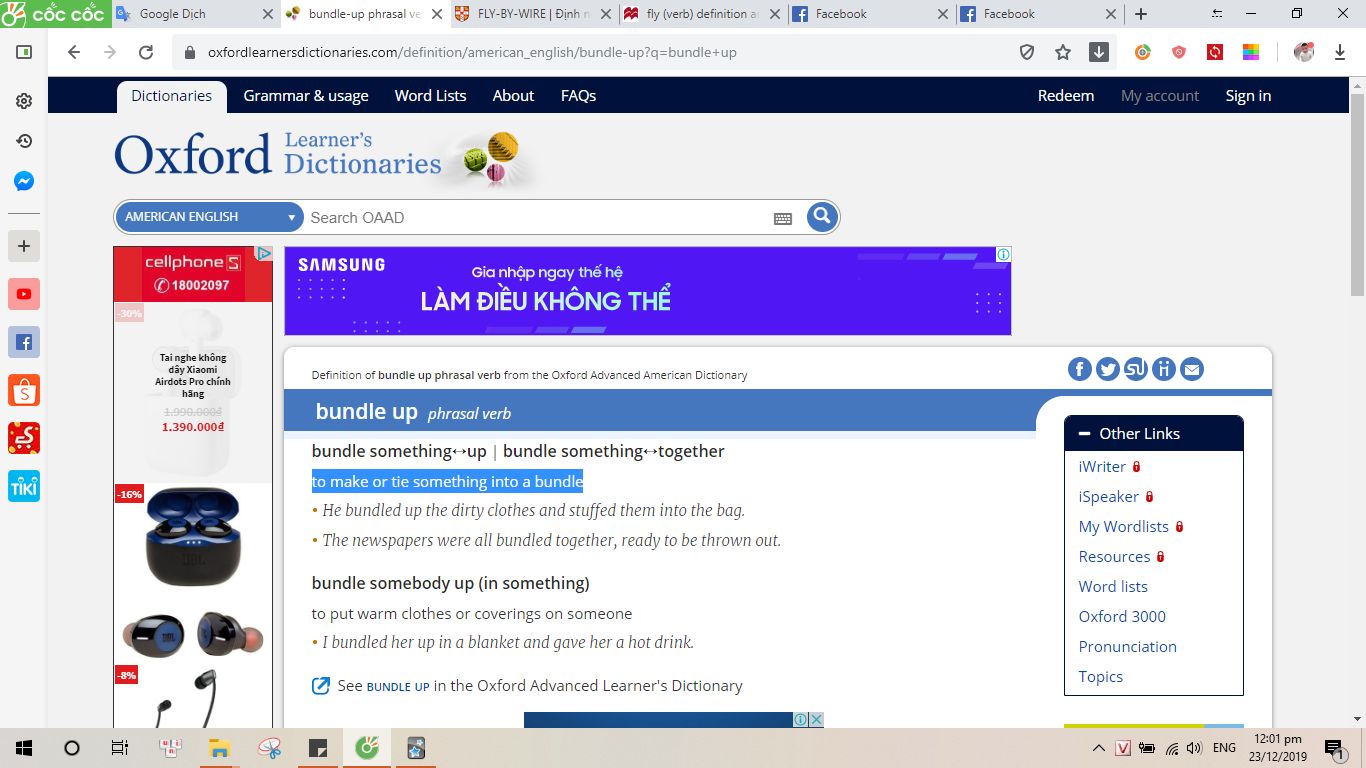 cốc cốc
Google Dịch
bundle-up phrasal ve
FLY-BY-WIRE | Định n
fly (verb) definition a
Facebook
Facebook
oxfordlearnersdictionaries.com/definition/american_english/bundle-up?q=bundle+up
Dictionaries
Grammar & usage
Word Lists
About
FAQs
Redeem
My account
Sign in
Oxford Learner's Dictionaries
AMERICAN ENGLISH
Search OAAD
cellphoneS
18002097
-30%
Tai nghe không
dây Xiaomi
Airdots Pro chính
hãng
1.990.000₫
1.390.000₫
-16%
JBL
JBL
-8%
SAMSUNG
Gia nhập ngay thế hệ
LÀM ĐIỀU KHÔNG THỂ
Definition of bundle up phrasal verb from the Oxford Advanced American Dictionary
bundle up phrasal verb
bundle something↔up | bundle something↔together
to make or tie something into a bundle
• He bundled up the dirty clothes and stuffed them into the bag.
• The newspapers were all bundled together, ready to be thrown out.
bundle somebody up (in something)
to put warm clothes or coverings on someone
• I bundled her up in a blanket and gave her a hot drink.
See BUNDLE UP in the Oxford Advanced Learner's Dictionary
Other Links
iWriter
iSpeaker
My Wordlists
Resources
Word lists
Oxford 3000
Pronunciation
Topics
TIKI
ENG
12:01 pm
23/12/2019
1